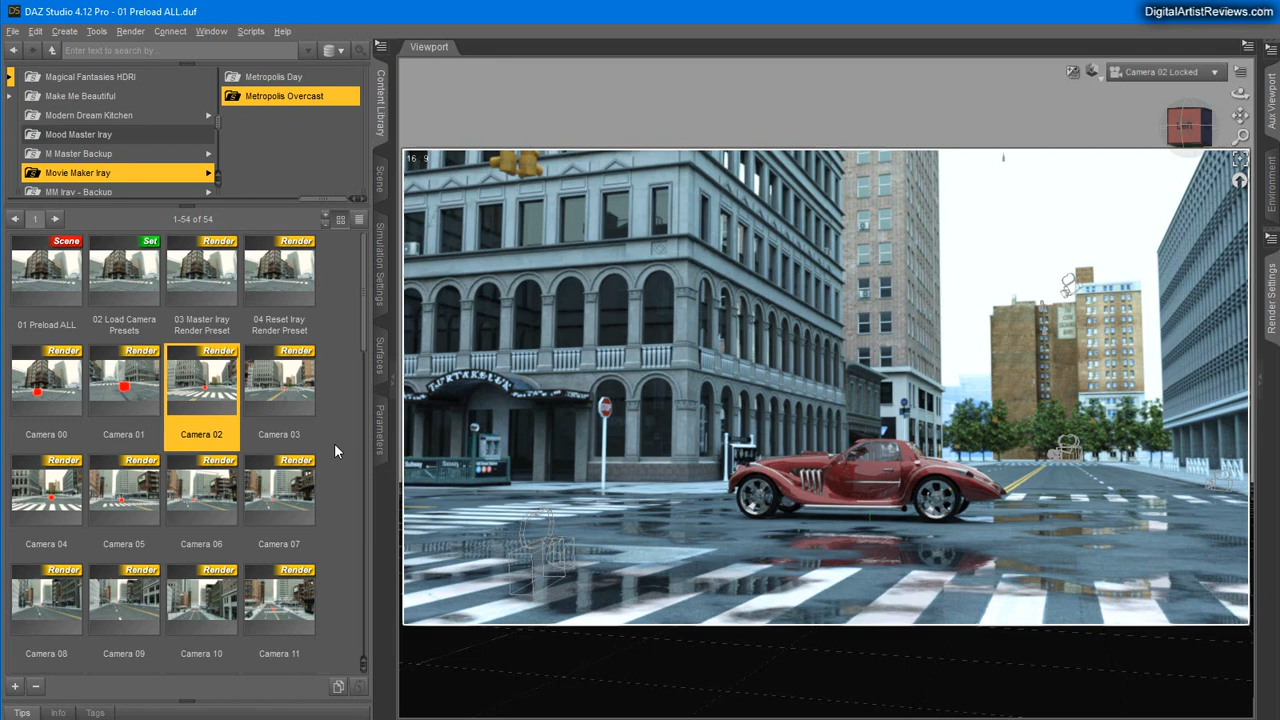 DAZ Studio 4.12 Pro - 01 Preload ALL.duf
DigitalArtistReviews.com
File Edit Create Tools Render Connect Window Scripts Help
Enter text to search by...
Viewport
Camera 02 Locked
Magical Fantasies HDRI
Make Me Beautiful
Modern Dream Kitchen
Mood Master Iray
M Master Backup
Movie Maker Iray
MM Iray - Backup
Metropolis Day
Metropolis Overcast
1
1-54 of 54
Content Library
Scene
Simulation Settings
Surfaces
Parameters
Scene Set Render Render
01 Preload ALL
02 Load Camera Presets
03 Master Iray Render Preset
04 Reset Iray Render Preset
Render Render Render Render
Camera 00 Camera 01 Camera 02 Camera 03
Render Render Render Render
Camera 04 Camera 05 Camera 06 Camera 07
Render Render Render Render
Camera 08 Camera 09 Camera 10 Camera 11
Tips Info Tags
16 9
STOP
Subway
Aux Viewport
Environment
Render Settings